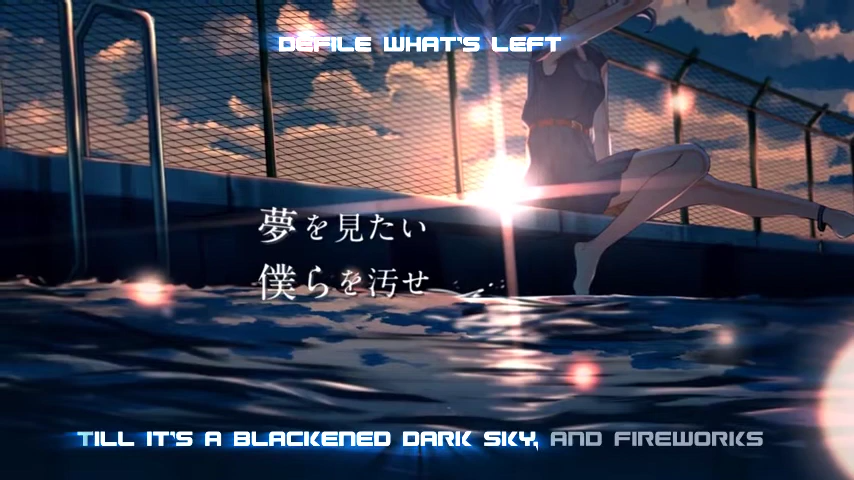 DEFILE WHAT'S LEFT
夢を見たい
僕らを汚せ
TILL IT'S A BLACKENED DARK SKY, AND FIREWORKS